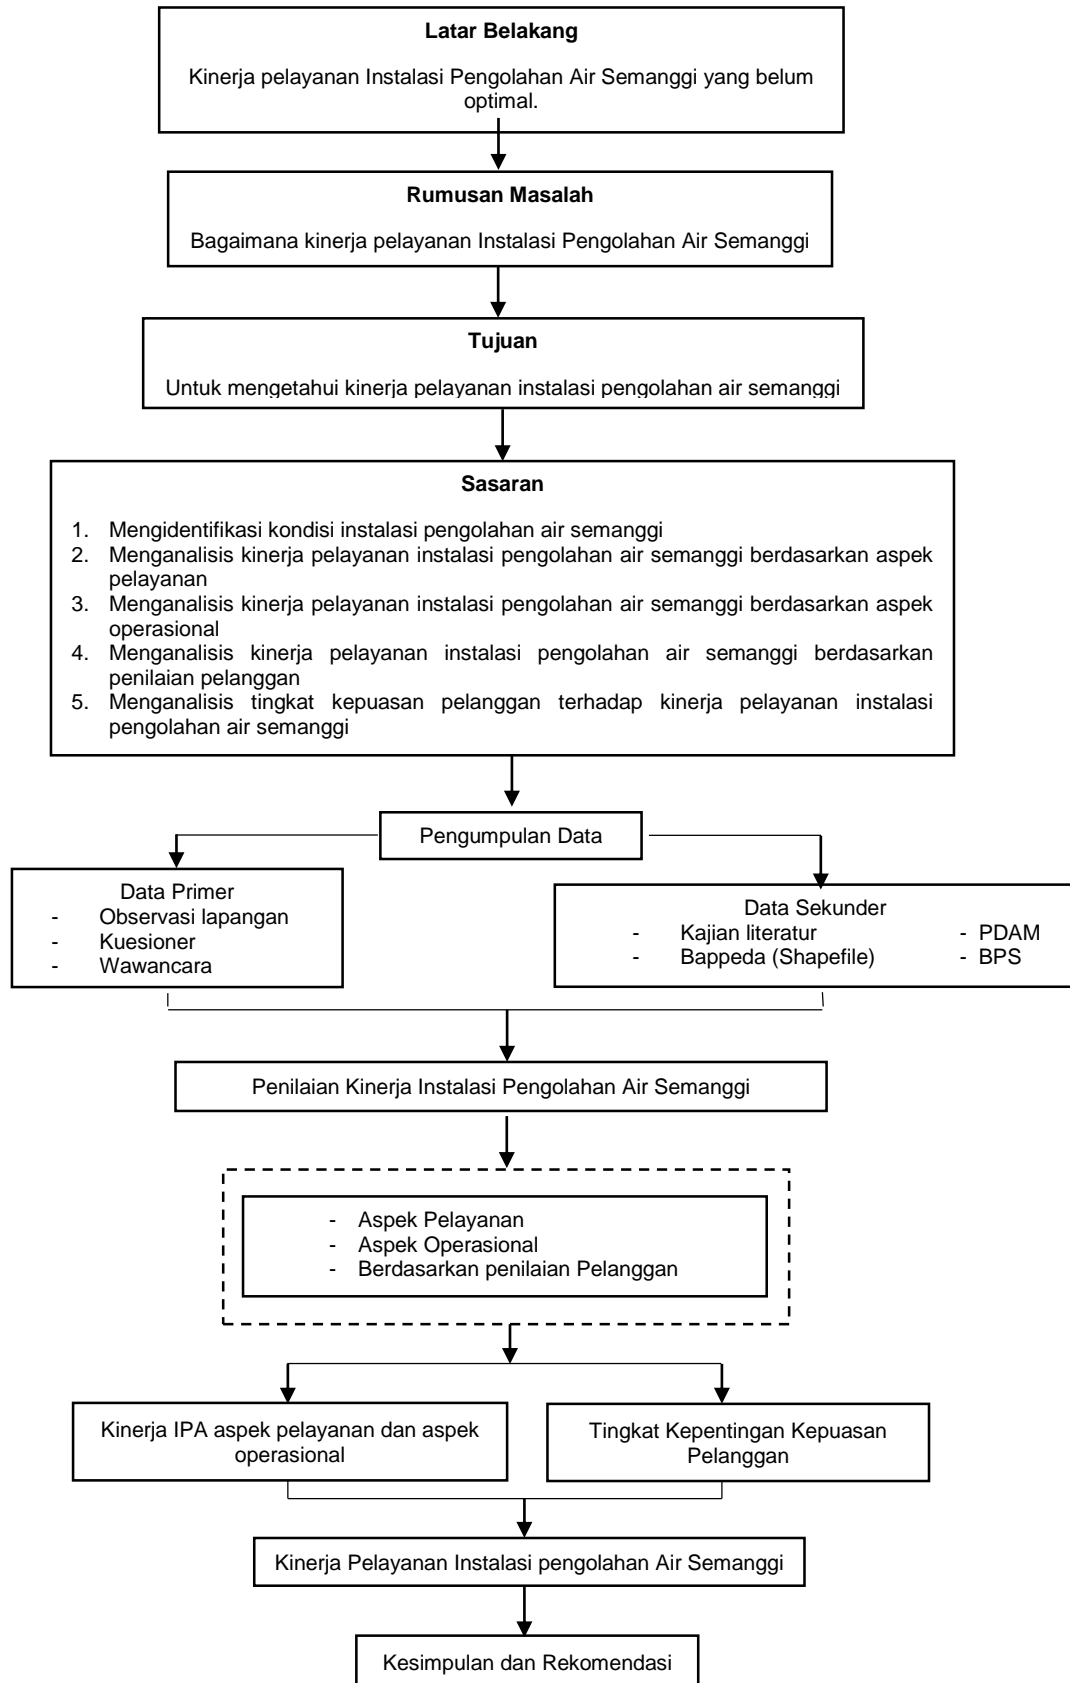 Latar Belakang
Kinerja pelayanan Instalasi Pengolahan Air Semanggi yang belum
optimal.
Rumusan Masalah
Bagaimana kinerja pelayanan Instalasi Pengolahan Air Semanggi
Tujuan
Untuk mengetahui kinerja pelayanan instalasi pengolahan air semanggi
Sasaran
1. Mengidentifikasi kondisi instalasi pengolahan air semanggi
2. Menganalisis kinerja pelayanan instalasi pengolahan air semanggi berdasarkan aspek
pelayanan
3. Menganalisis kinerja pelayanan instalasi pengolahan air semanggi berdasarkan aspek
operasional
4. Menganalisis kinerja pelayanan instalasi pengolahan air semanggi berdasarkan
penilaian pelanggan
5. Menganalisis tingkat kepuasan pelanggan terhadap kinerja pelayanan instalasi
pengolahan air semanggi
Pengumpulan Data
Data Primer
- Observasi lapangan
- Kuesioner
- Wawancara
Data Sekunder
- Kajian literatur - PDAM
- Bappeda (Shapefile) - BPS
Penilaian Kinerja Instalasi Pengolahan Air Semanggi
- Aspek Pelayanan
- Aspek Operasional
- Berdasarkan penilaian Pelanggan
Kinerja IPA aspek pelayanan dan aspek
operasional
Tingkat Kepentingan Kepuasan
Pelanggan
Kinerja Pelayanan Instalasi pengolahan Air Semanggi
Kesimpulan dan Rekomendasi